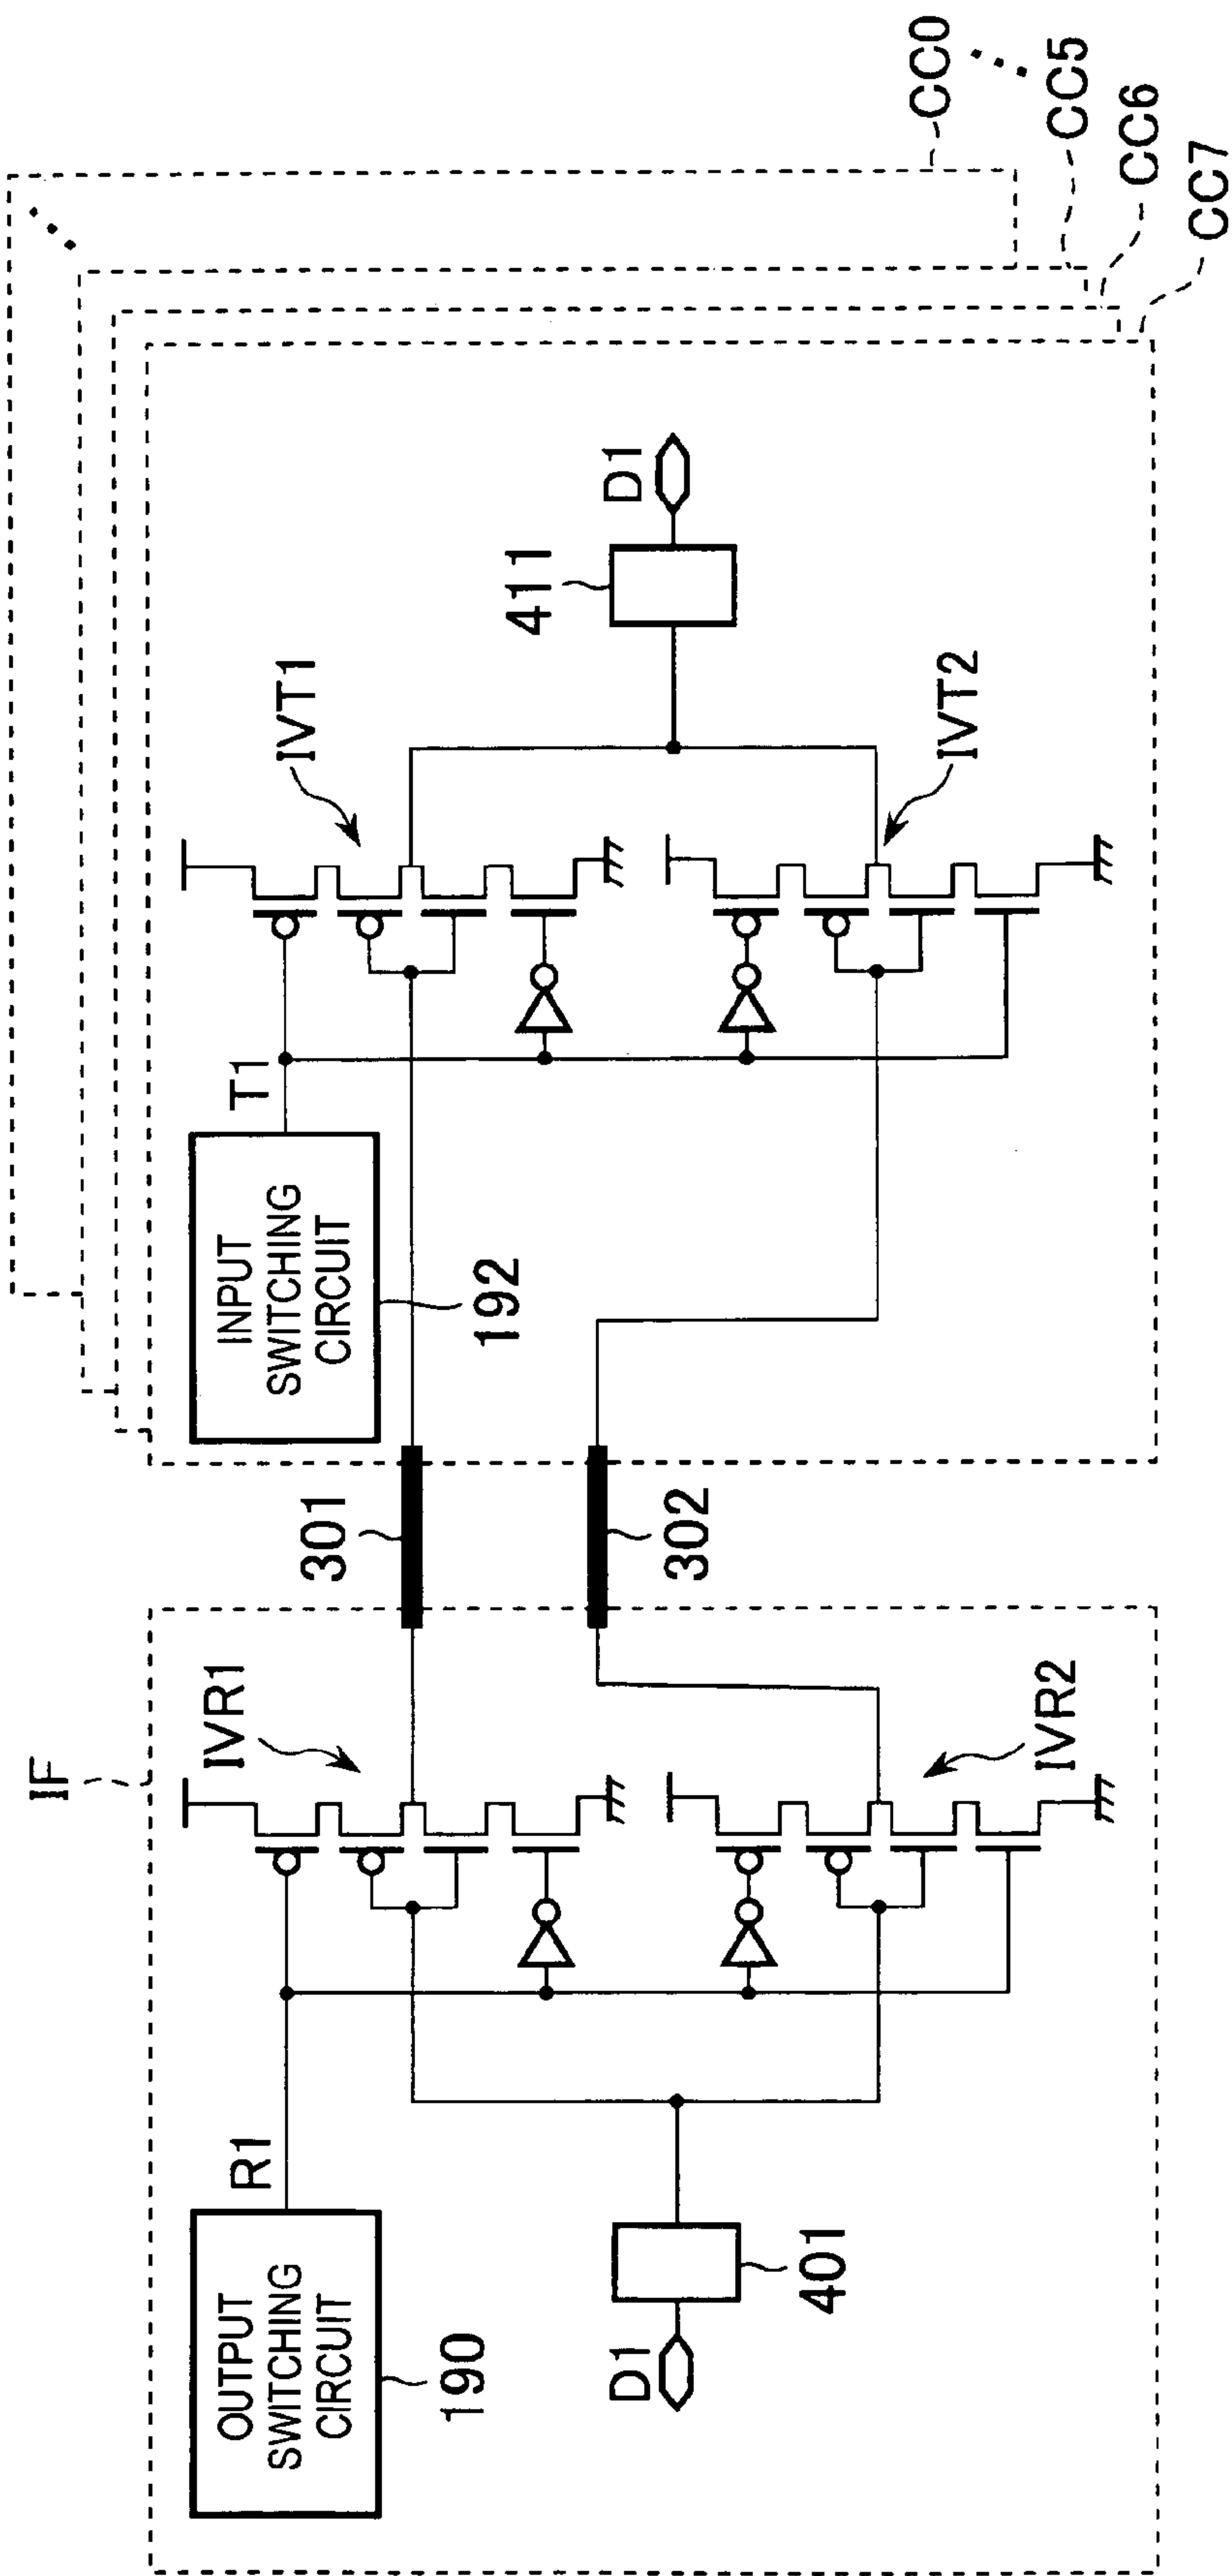 IF
OUTPUT
SWITCHING
CIRCUIT
190
R1
D1
401
IVR1
IVR2
301
302
INPUT
SWITCHING
CIRCUIT
192
T1
IVT1
IVT2
411
D1
CC0
CC5
CC6
CC7